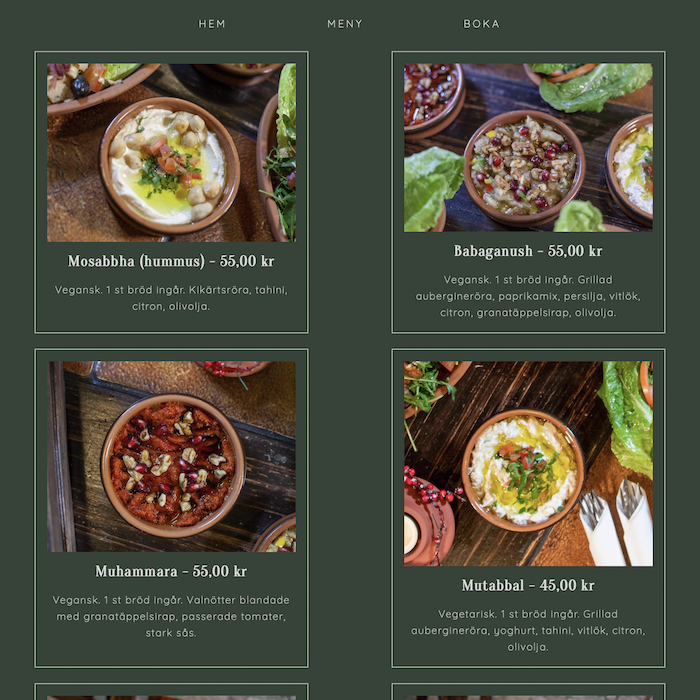 HEM
MENY
BOKA
Mosabbha (hummus) - 55,00 kr
Vegansk. 1 st bröd ingår. Kikärtsröra, tahini,
citron, olivolja.
Babaganush - 55,00 kr
Vegansk. 1 st bröd ingår. Grillad
aubergineröra, paprikamix, persilja, vitlök,
citron, granatäppelsirap, olivolja.
Muhammara - 55,00 kr
Vegansk. 1 st bröd ingår. Valnötter blandade
med granatäppelsirap, passerade tomater,
stark sås.
Mutabbal - 45,00 kr
Vegetarisk. 1 st bröd ingår. Grillad
aubergineröra, yoghurt, tahini, vitlök, citron,
olivolja.